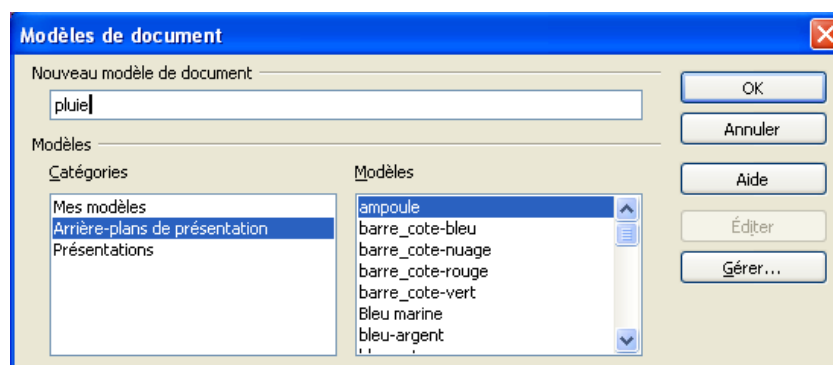 Modèles de document
Nouveau modèle de document
pluie
OK
Annuler
Modèles
Catégories
Modèles
Aide
Mes modèles
Arrière-plans de présentation
Présentations
ampoule
barre_cote-bleu
barre_cote-nuage
barre_cote-rouge
barre_cote-vert
Bleu marine
bleu-argent
Éditer
Gérer...